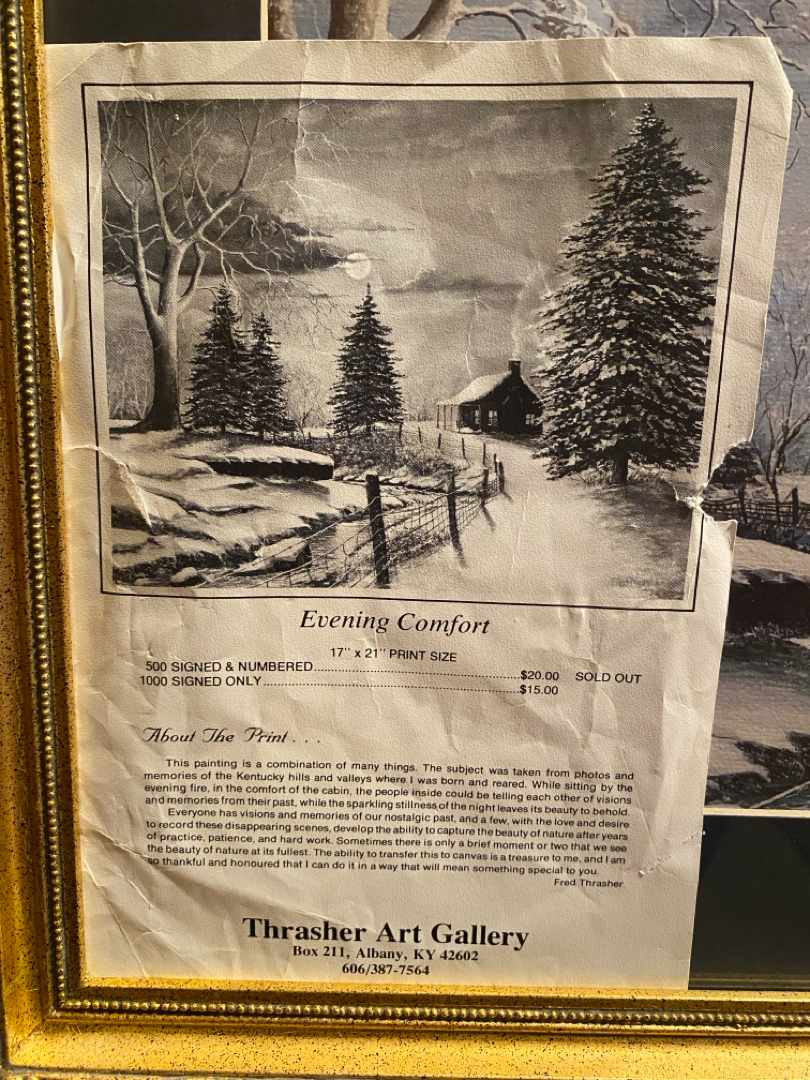 Evening Comfort
17" x 21" PRINT SIZE
500 SIGNED & NUMBERED........................................$20.00 SOLD OUT
1000 SIGNED ONLY..................................................$15.00
About The Print . . .
This painting is a combination of many things. The subject was taken from photos and
memories of the Kentucky hills and valleys where I was born and reared. While sitting by the
evening fire, in the comfort of the cabin, the people inside could be telling each other of visions
and memories from their past, while the sparkling stillness of the night leaves its beauty to behold.
Everyone has visions and memories of our nostalgic past, and a few, with the love and desire
to record these disappearing scenes, develop the ability to capture the beauty of nature after years
of practice, patience, and hard work. Sometimes there is only a brief moment or two that we see
the beauty of nature at its fullest. The ability to transfer this to canvas is a treasure to me, and I am
so thankful and honoured that I can do it in a way that will mean something special to you.
Fred Thrasher
Thrasher Art Gallery
Box 211, Albany, KY 42602
606/387-7564